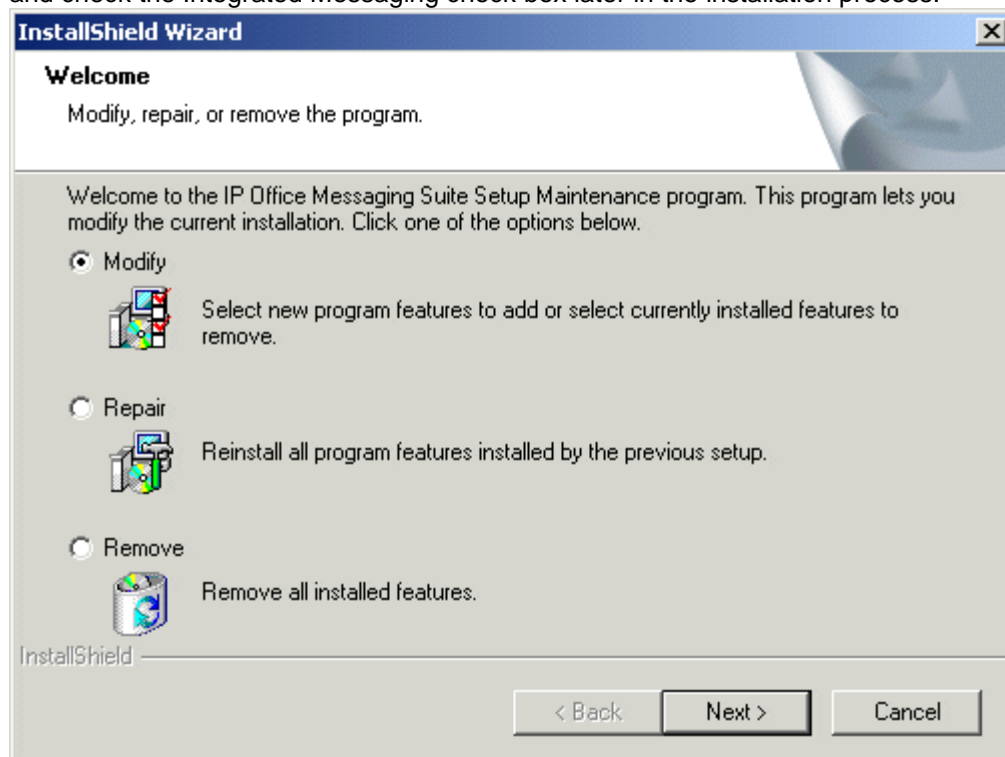 and check the Integrated Messaging check box later in the installation process.
InstallShield Wizard
Welcome
Modify, repair, or remove the program.
Welcome to the IP Office Messaging Suite Setup Maintenance program. This program lets you
modify the current installation. Click one of the options below.
Modify
Select new program features to add or select currently installed features to
remove.
Repair
Reinstall all program features installed by the previous setup.
Remove
Remove all installed features.
InstallShield
< Back
Next >
Cancel